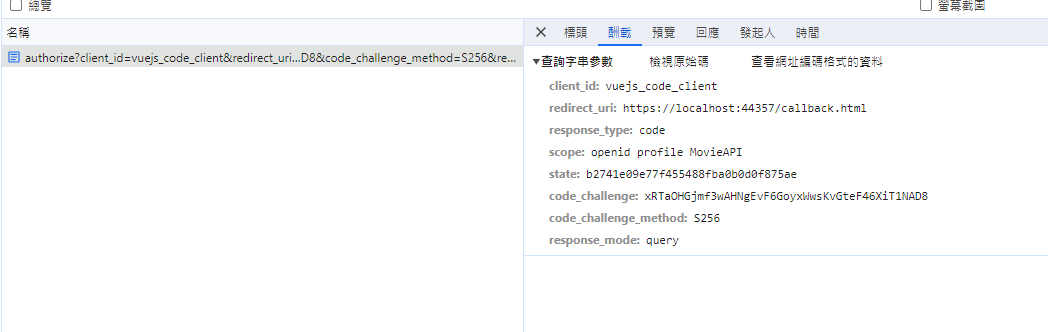 總覽
螢幕截圖
名稱
標頭 酬載 預覽 回應 發起人 時間
authorize?client_id=vuejs_code_client&redirect_uri...D8&code_challenge_method=S256&re...
查詢字串參數 檢視原始碼 查看網址編碼格式的資料
client_id: vuejs_code_client
redirect_uri: https://localhost:44357/callback.html
response_type: code
scope: openid profile MovieAPI
state: b2741e09e77f455488fba0b0d0f875ae
code_challenge: xRTaOHGjmf3wAHNgEvF6GoyxWwsKvGteF46XiT1NAD8
code_challenge_method: S256
response_mode: query